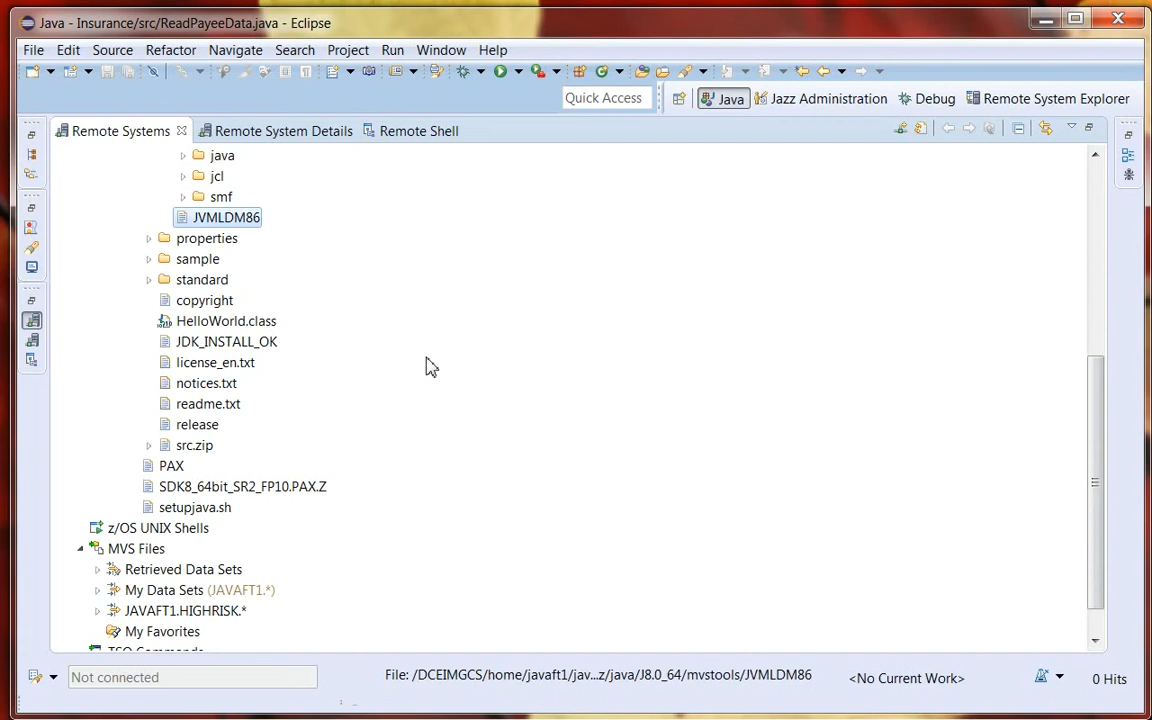 Java - Insurance/src/ReadPayeeData.java - Eclipse
File Edit Source Refactor Navigate Search Project Run Window Help
Quick Access Java Jazz Administration Debug Remote System Explorer
Remote Systems Remote System Details Remote Shell
java
jcl
smf
JVMLDM86
properties
sample
standard
copyright
HelloWorld.class
JDK_INSTALL_OK
license_en.txt
notices.txt
readme.txt
release
src.zip
PAX
SDK8_64bit_SR2_FP10.PAX.Z
setupjava.sh
z/OS UNIX Shells
MVS Files
Retrieved Data Sets
My Data Sets (JAVAFT1.*)
JAVAFT1.HIGHRISK.*
My Favorites
TSO Commands
Not connected File: /DCEIMGCS/home/javaft1/jav...z/java/J8.0_64/mvstools/JVMLDM86 <No Current Work> 0 Hits